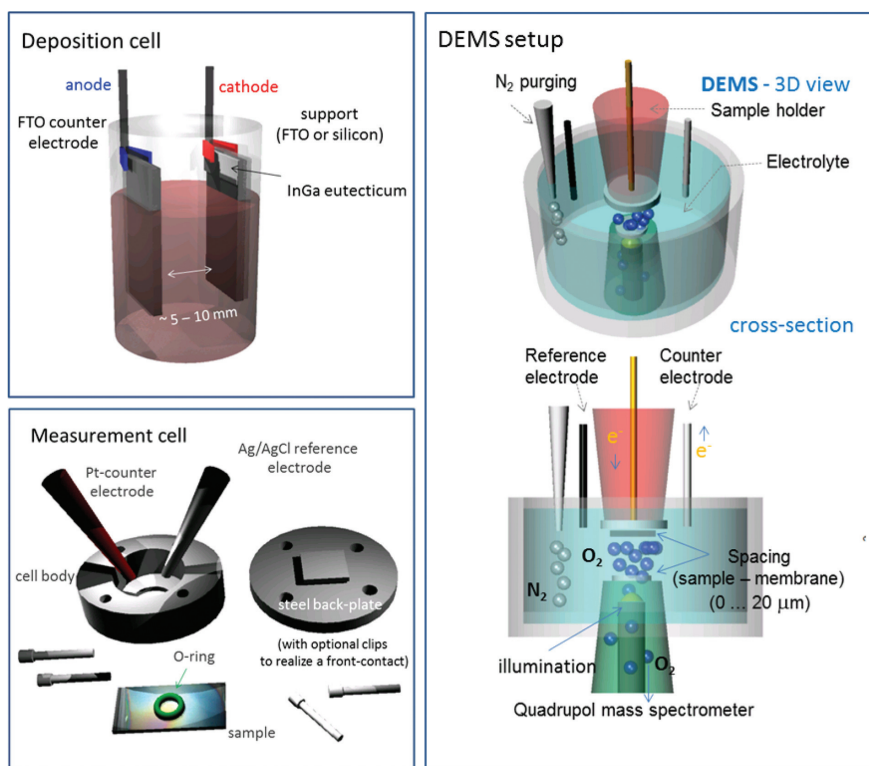 Deposition cell
anode
cathode
FTO counter
electrode
support
(FTO or silicon)
InGa eutecticum
~ 5 – 10 mm
Measurement cell
Pt-counter
electrode
Ag/AgCl reference
electrode
cell body
steel back-plate
(with optional clips
to realize a front-contact)
O-ring
sample
DEMS setup
N₂ purging
DEMS - 3D view
Sample holder
Electrolyte
cross-section
Reference
electrode
Counter
electrode
e⁻
e⁻
O₂
N₂
Spacing
(sample – membrane)
(0 ... 20 μm)
illumination
O₂
Quadrupol mass spectrometer